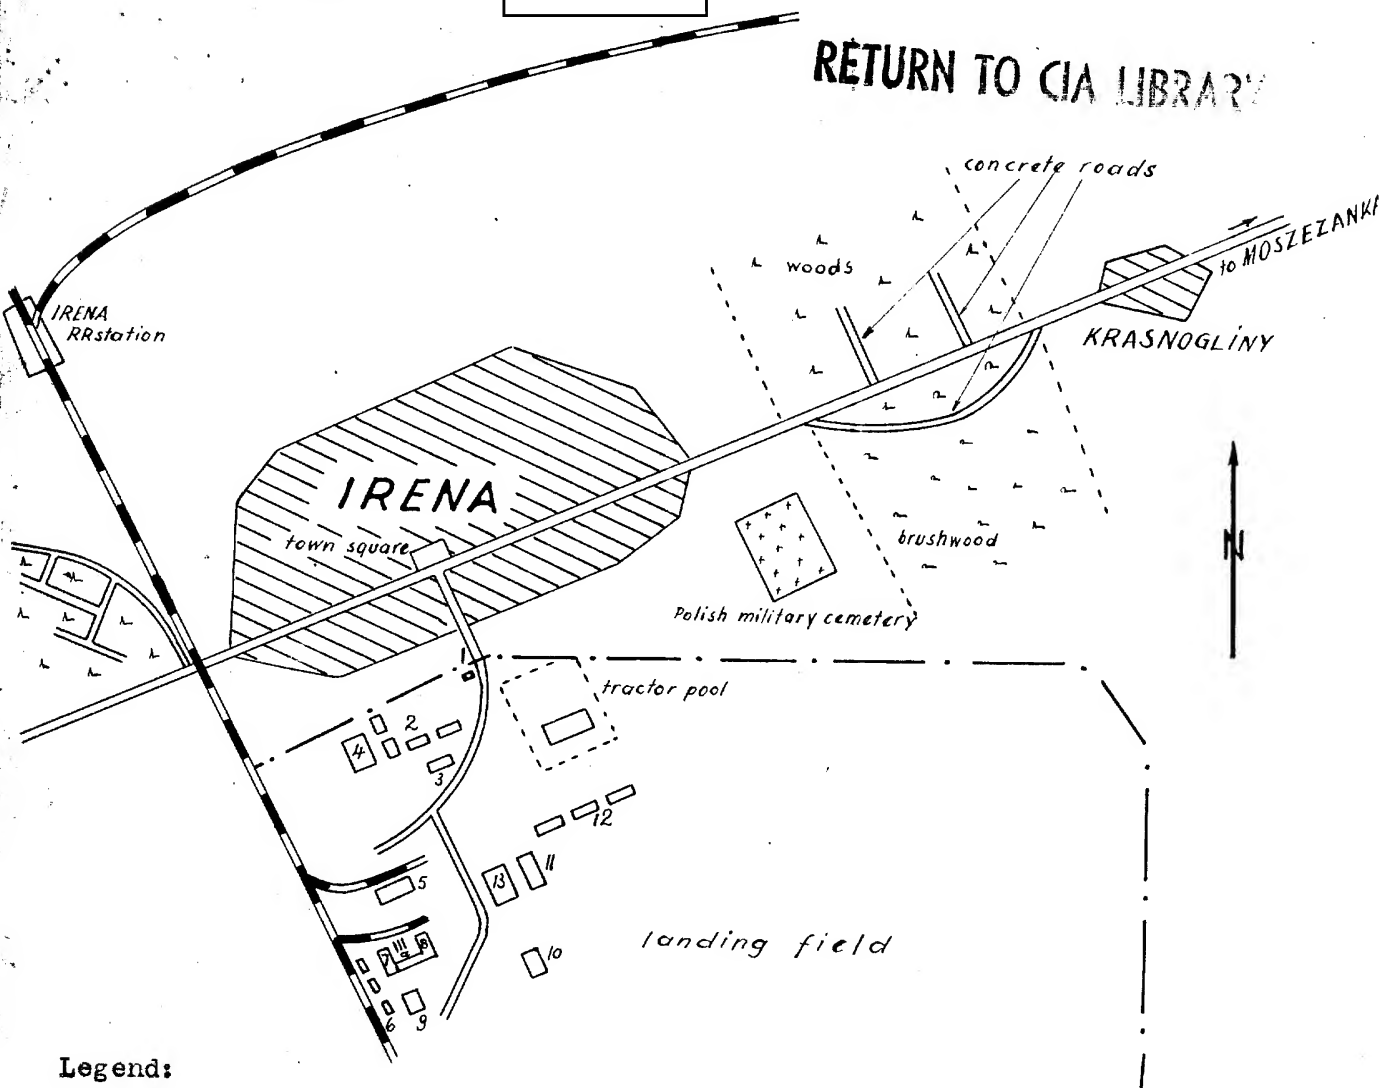 RETURN TO CIA LIBRARY
concrete roads
to MOSZEZANKA
woods
IRENA
RRstation
KRASNOGLINY
IRENA
town square
N
brushwood
Polish military cemetery
1
tractor pool
2
4
3
12
11
13
5
8
7
10
6
9
landing field
Legend: